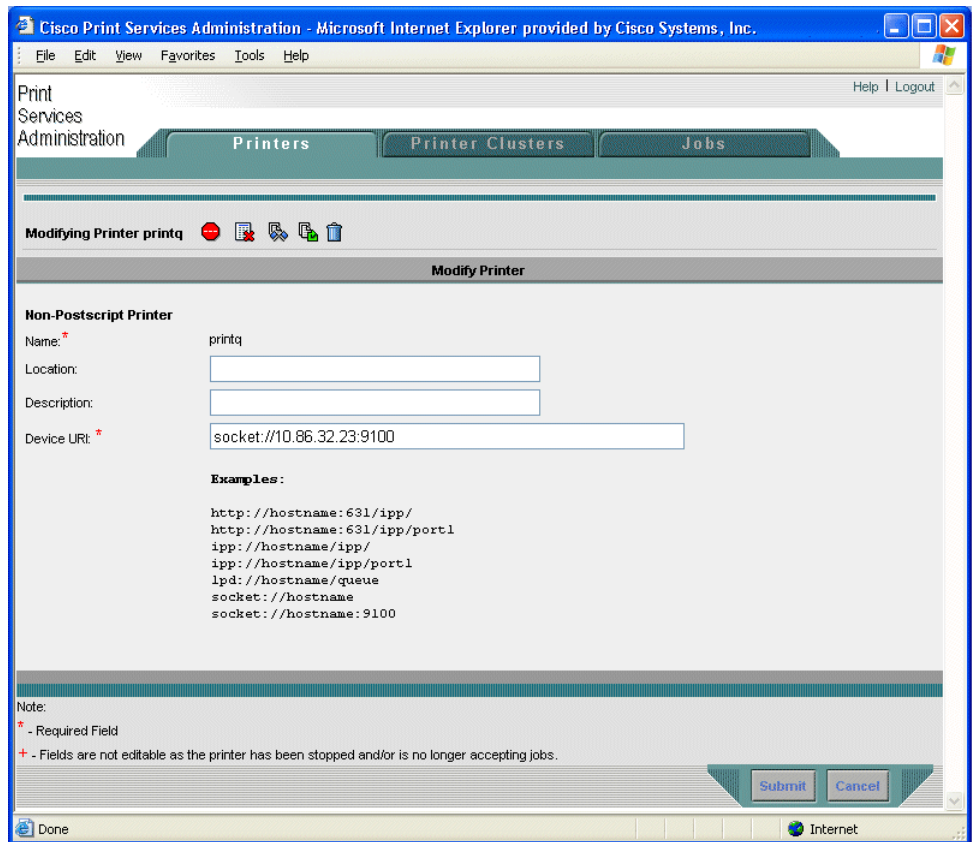 Cisco Print Services Administration - Microsoft Internet Explorer provided by Cisco Systems, Inc.
File Edit View Favorites Tools Help
Help | Logout
Print
Services
Administration
Printers Printer Clusters Jobs
Modifying Printer printq
Modify Printer
Non-Postscript Printer
Name:* printq
Location:
Description:
Device URI: * socket://10.86.32.23:9100
Examples:
http://hostname:631/ipp/
http://hostname:631/ipp/port1
ipp://hostname/ipp/
ipp://hostname/ipp/port1
lpd://hostname/queue
socket://hostname
socket://hostname:9100
Note:
* - Required Field
+ - Fields are not editable as the printer has been stopped and/or is no longer accepting jobs.
Submit Cancel
Done Internet